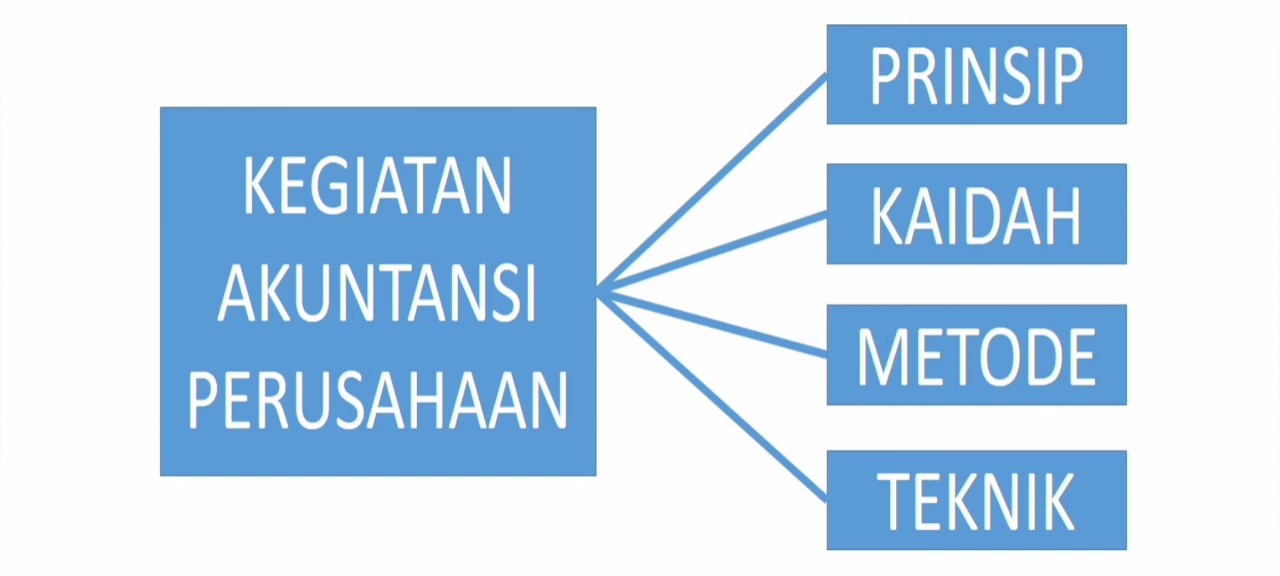 KEGIATAN
AKUNTANSI
PERUSAHAAN
PRINSIP
KAIDAH
METODE
TEKNIK